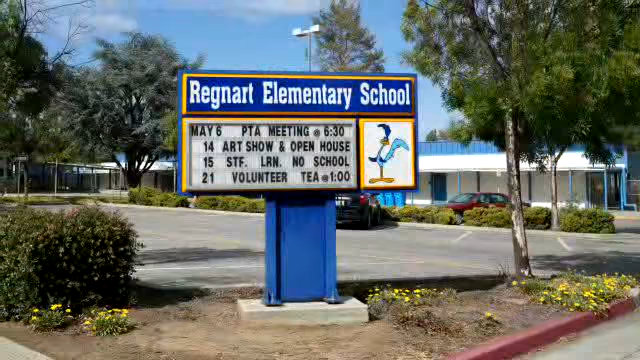 Regnart Elementary School
MAY 6 PTA MEETING @ 6:30
14 ART SHOW & OPEN HOUSE
15 STF. LRN. NO SCHOOL
21 VOLUNTEER TEA @ 1:00